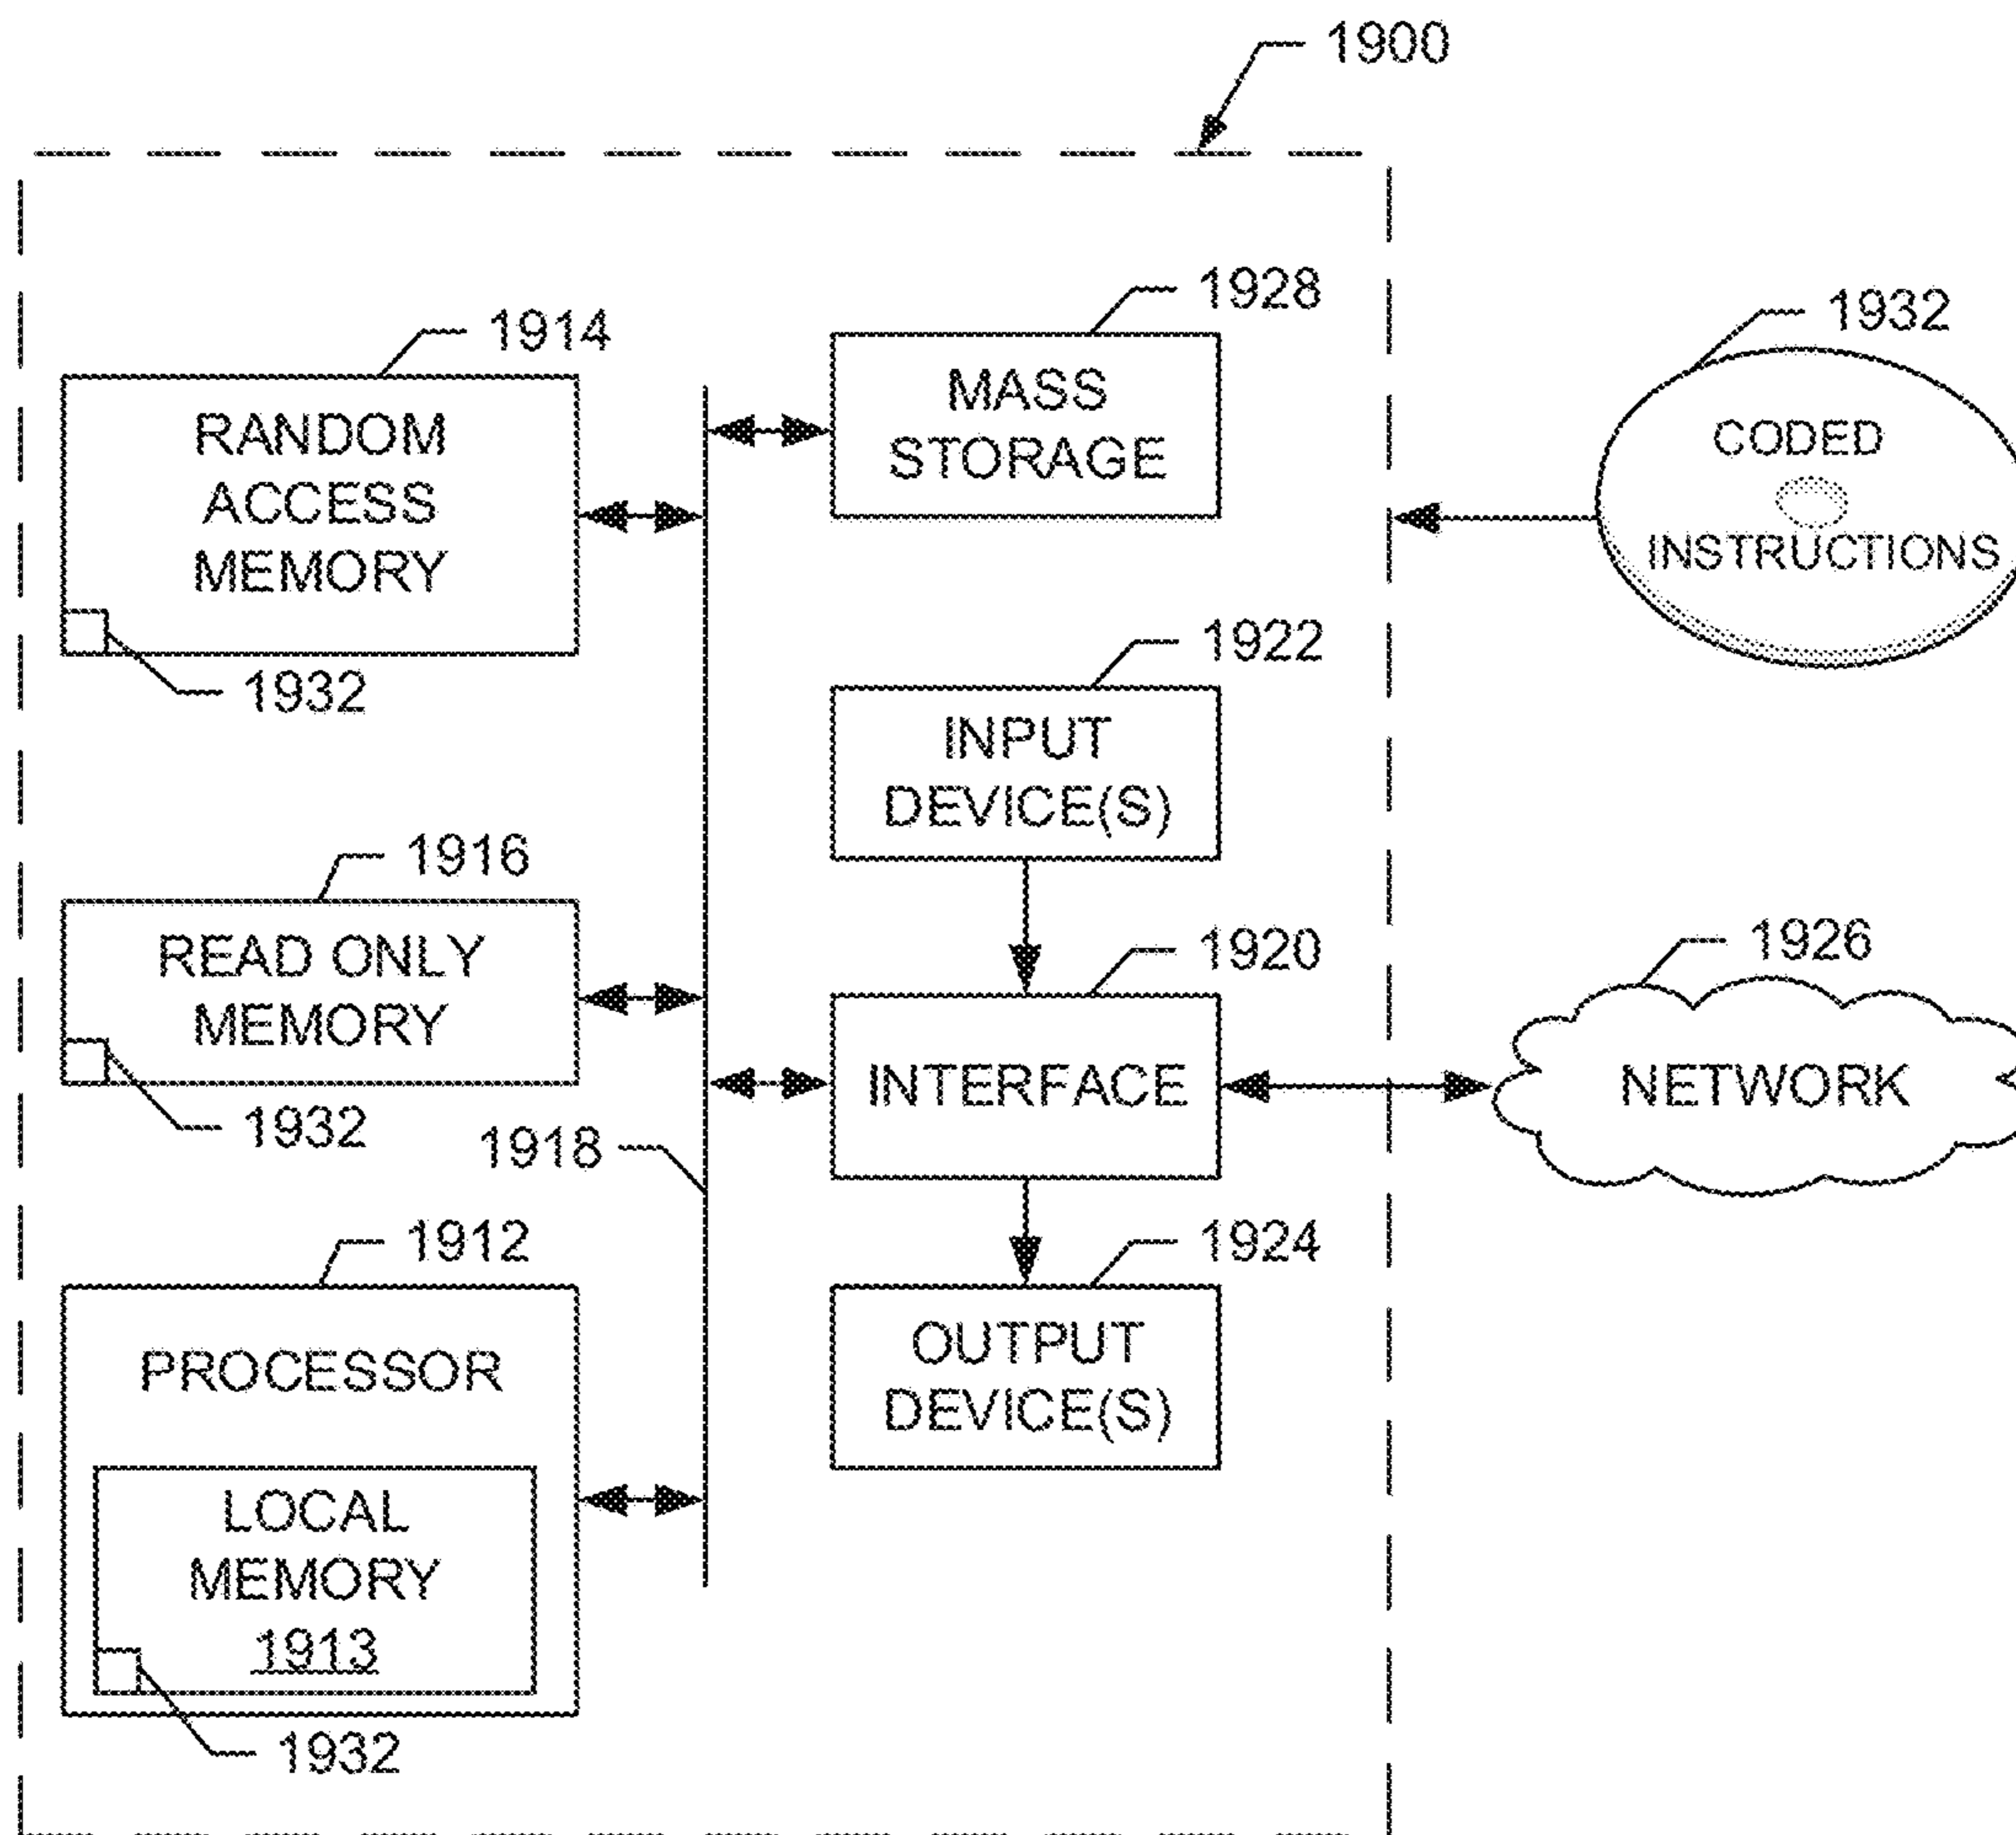 1900
1914
RANDOM
ACCESS
MEMORY
1932
1928
MASS
STORAGE
1932
CODED
INSTRUCTIONS
1922
INPUT
DEVICE(S)
1916
READ ONLY
MEMORY
1932
1918
1920
INTERFACE
1926
NETWORK
1912
PROCESSOR
LOCAL
MEMORY
1913
1932
1924
OUTPUT
DEVICE(S)